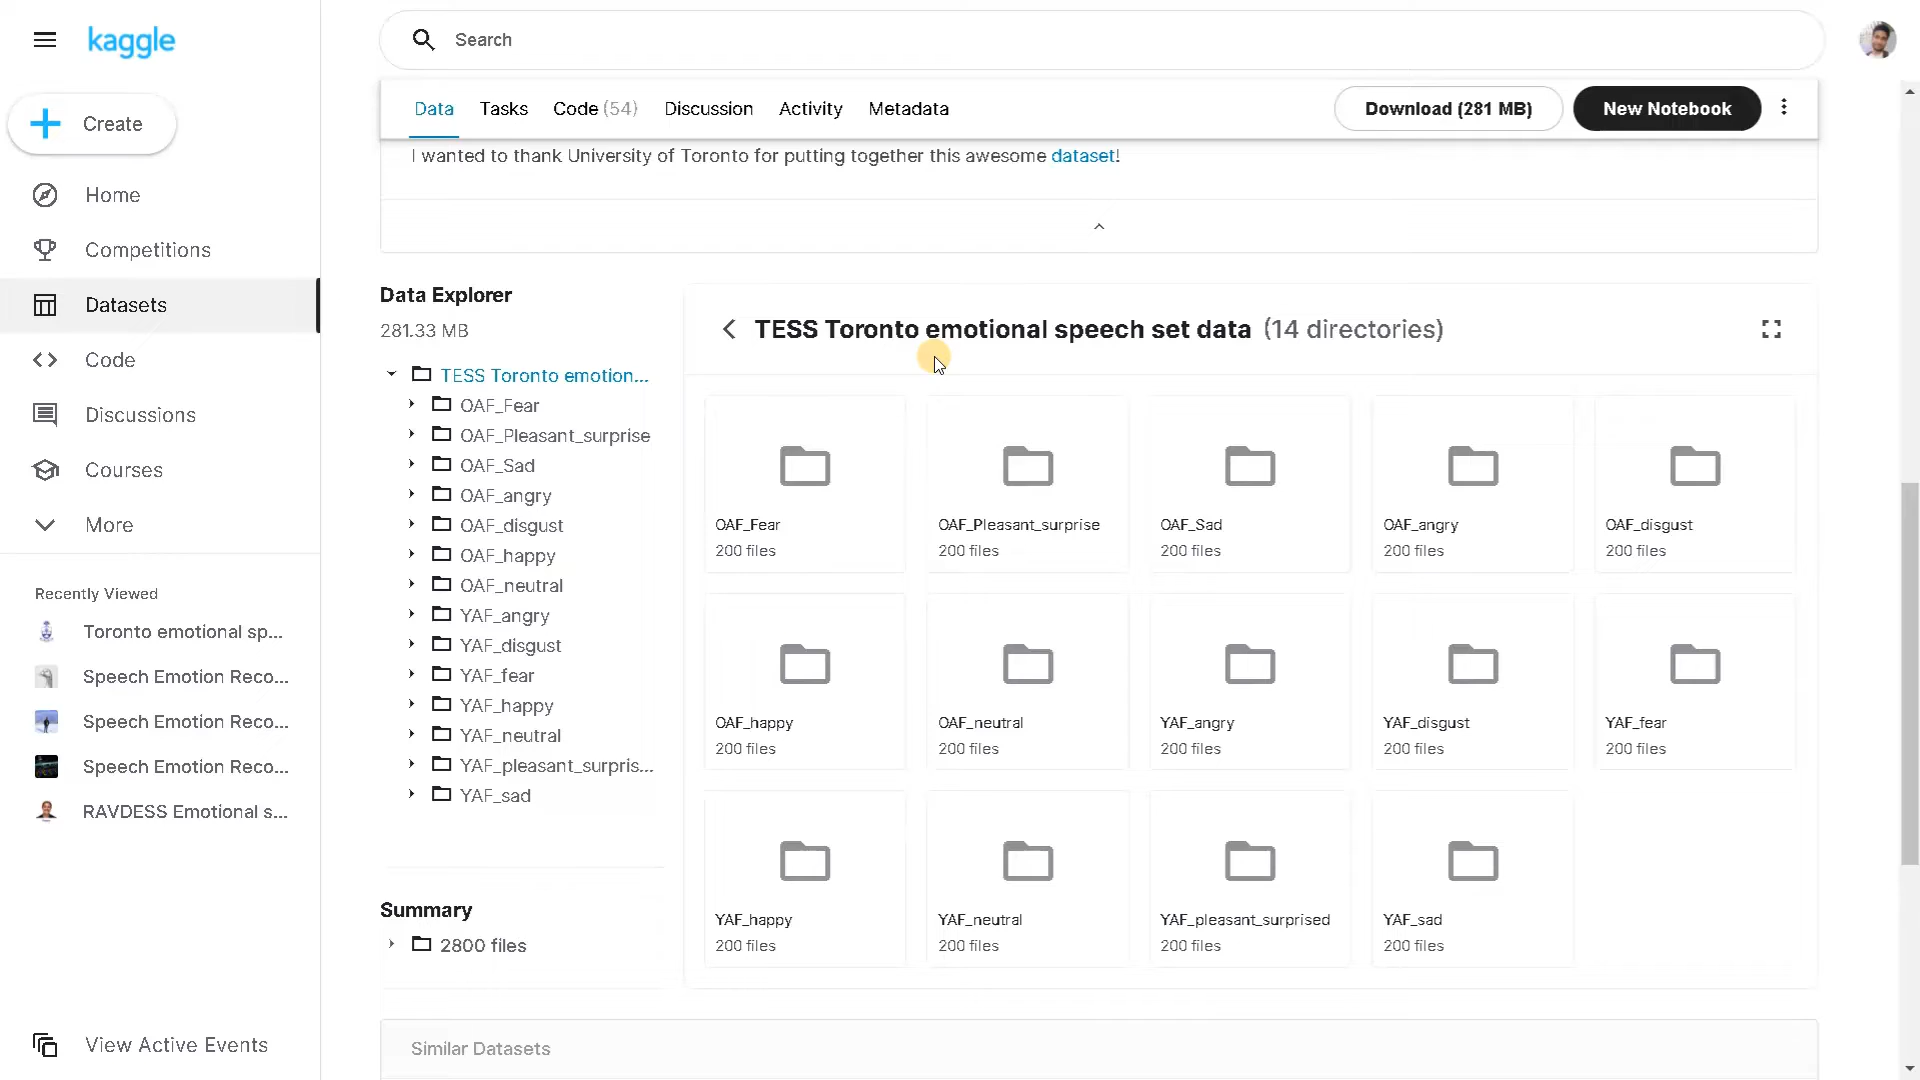 kaggle
Search
Create
Home
Competitions
Datasets
Code
Discussions
Courses
More
Recently Viewed
Toronto emotional sp...
Speech Emotion Reco...
Speech Emotion Reco...
Speech Emotion Reco...
RAVDESS Emotional s...
View Active Events
Data Tasks Code (54) Discussion Activity Metadata
Download (281 MB) New Notebook
I wanted to thank University of Toronto for putting together this awesome dataset!
Data Explorer
281.33 MB
TESS Toronto emotion...
OAF_Fear
OAF_Pleasant_surprise
OAF_Sad
OAF_angry
OAF_disgust
OAF_happy
OAF_neutral
YAF_angry
YAF_disgust
YAF_fear
YAF_happy
YAF_neutral
YAF_pleasant_surpris...
YAF_sad
Summary
2800 files
TESS Toronto emotional speech set data (14 directories)
OAF_Fear OAF_Pleasant_surprise OAF_Sad OAF_angry OAF_disgust
200 files 200 files 200 files 200 files 200 files
OAF_happy OAF_neutral YAF_angry YAF_disgust YAF_fear
200 files 200 files 200 files 200 files 200 files
YAF_happy YAF_neutral YAF_pleasant_surprised YAF_sad
200 files 200 files 200 files 200 files
Similar Datasets